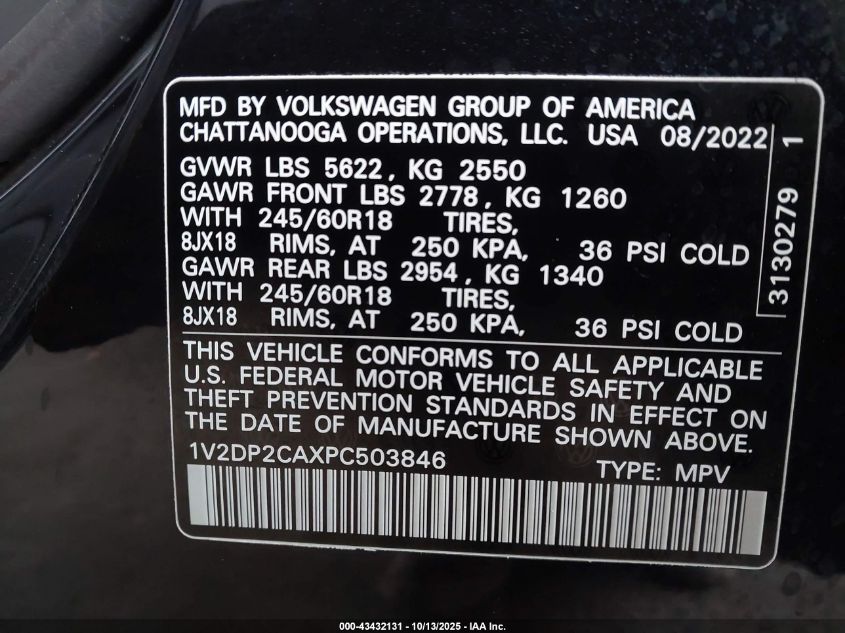 MFD BY VOLKSWAGEN GROUP OF AMERICA
CHATTANOOGA OPERATIONS, LLC. USA 08/2022
GVWR LBS 5622, KG 2550
GAWR FRONT LBS 2778, KG 1260
WITH 245/60R18 TIRES,
8JX18 RIMS, AT 250 KPA, 36 PSI COLD
GAWR REAR LBS 2954, KG 1340
WITH 245/60R18 TIRES,
8JX18 RIMS, AT 250 KPA, 36 PSI COLD
3130279 1
THIS VEHICLE CONFORMS TO ALL APPLICABLE
U.S. FEDERAL MOTOR VEHICLE SAFETY AND
THEFT PREVENTION STANDARDS IN EFFECT ON
THE DATE OF MANUFACTURE SHOWN ABOVE.
1V2DP2CAXPC503846 TYPE: MPV
000-43432131 - 10/13/2025 - IAA Inc.